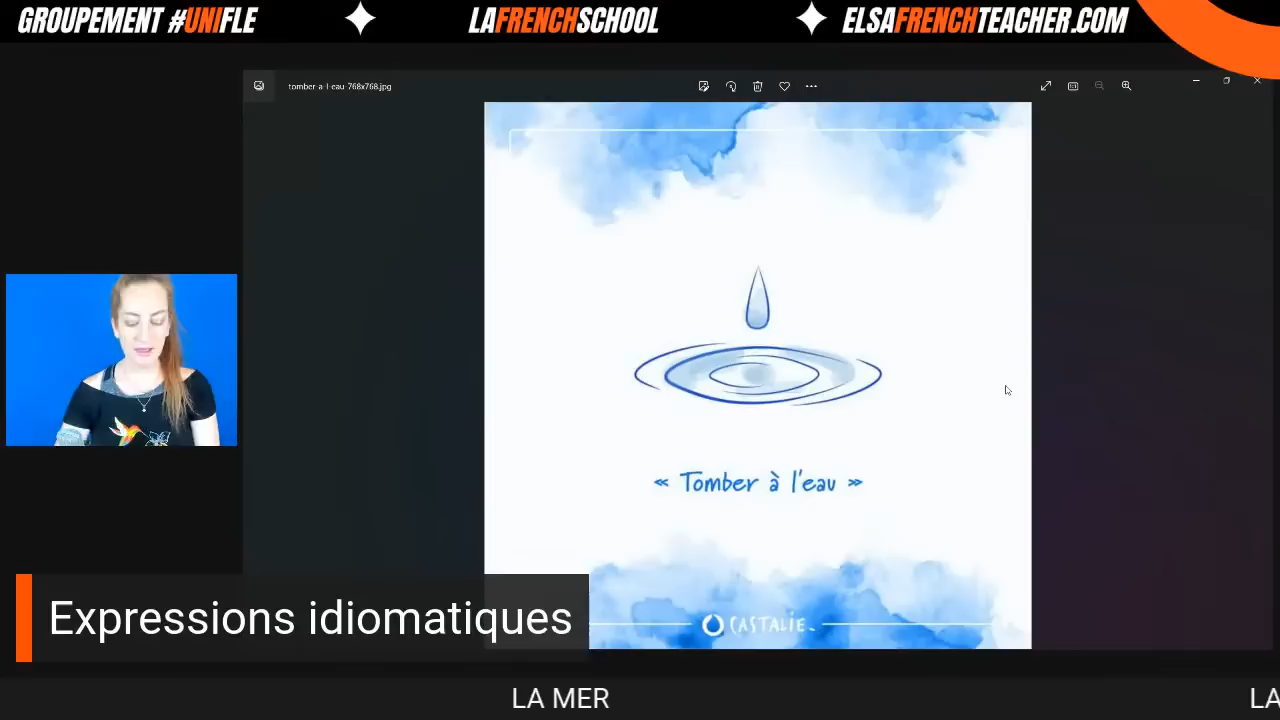 GROUPEMENT #UNIFLE
LAFRENCHSCHOOL
ELSAFRENCHTEACHER.COM
tomber-a-l-eau-768x768.jpg
« Tomber à l'eau »
Expressions idiomatiques
CASTALIE
LA MER
LA